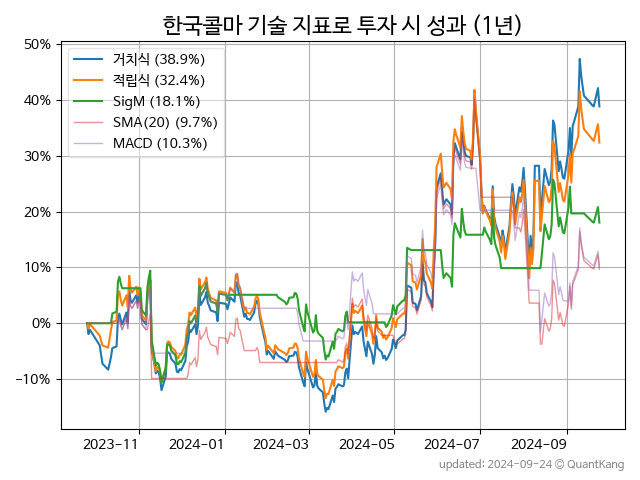 한국콜마 기술 지표로 투자 시 성과 (1년)
50%
40%
30%
20%
10%
0%
−10%
거치식 (38.9%)
적립식 (32.4%)
SigM (18.1%)
SMA(20) (9.7%)
MACD (10.3%)
2023-11 2024-01 2024-03 2024-05 2024-07 2024-09
updated: 2024-09-24 ⓒ QuantKang